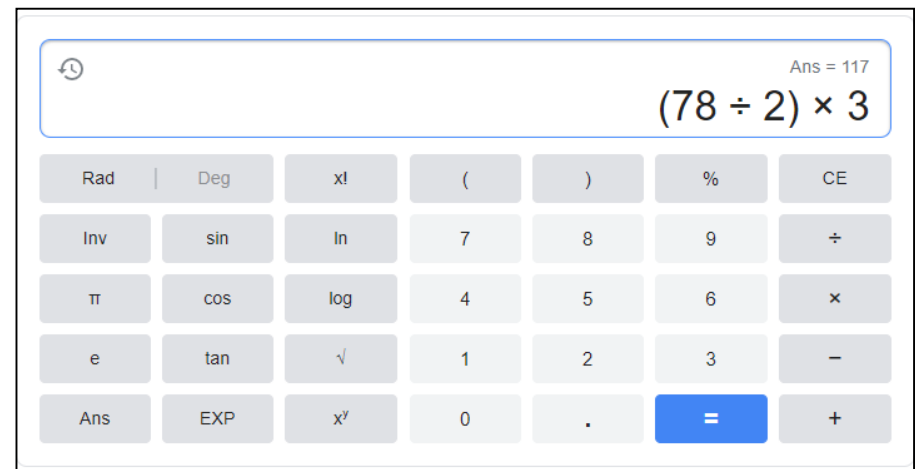 Ans = 117
(78 ÷ 2) × 3
Rad | Deg x! ( ) % CE
Inv sin ln 7 8 9 ÷
π cos log 4 5 6 ×
e tan √ 1 2 3 −
Ans EXP xʸ 0 . = +